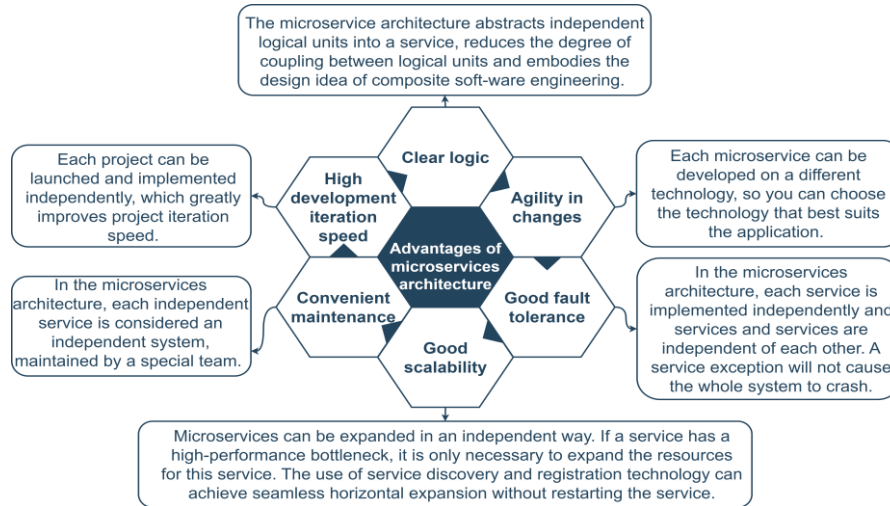 The microservice architecture abstracts independent
logical units into a service, reduces the degree of
coupling between logical units and embodies the
design idea of composite soft-ware engineering.
Clear logic
Each project can be
launched and implemented
independently, which greatly
improves project iteration
speed.
High
development
iteration
speed
Agility in
changes
Each microservice can be
developed on a different
technology, so you can choose
the technology that best suits
the application.
Advantages of
microservices
architecture
In the microservices
architecture, each independent
service is considered an
independent system,
maintained by a special team.
Convenient
maintenance
Good fault
tolerance
In the microservices
architecture, each service is
implemented independently and
services and services are
independent of each other. A
service exception will not cause
the whole system to crash.
Good
scalability
Microservices can be expanded in an independent way. If a service has a
high-performance bottleneck, it is only necessary to expand the resources
for this service. The use of service discovery and registration technology can
achieve seamless horizontal expansion without restarting the service.